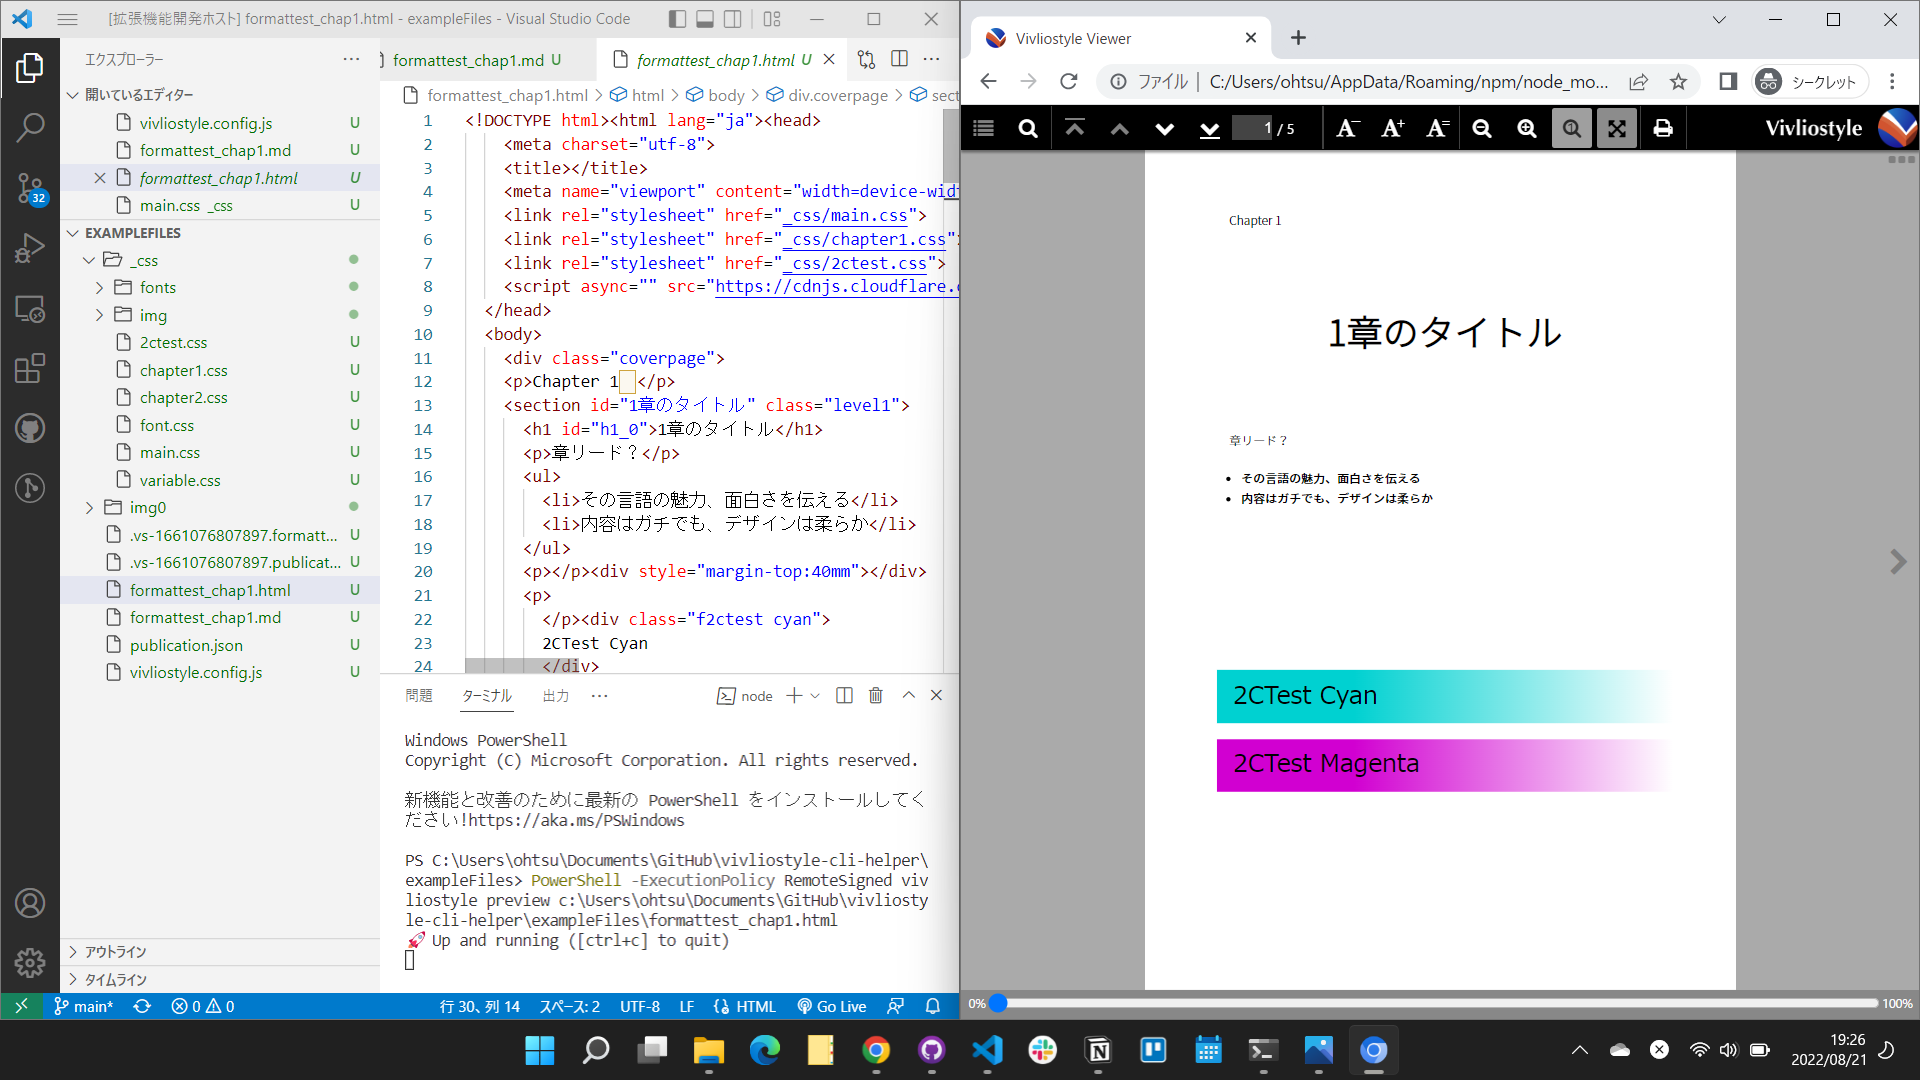 [拡張機能開発ホスト] formattest_chap1.html - exampleFiles - Visual Studio Code
エクスプローラー
開いているエディター
vivliostyle.config.js U
formattest_chap1.md U
formattest_chap1.html U
main.css _css U
EXAMPLEFILES
_css
fonts
img
2ctest.css U
chapter1.css U
chapter2.css U
font.css U
main.css U
variable.css U
img0
.vs-1661076807897.formatt... U
.vs-1661076807897.publicat... U
formattest_chap1.html U
formattest_chap1.md U
publication.json U
vivliostyle.config.js U
アウトライン
タイムライン
32
formattest_chap1.md U
formattest_chap1.html U
formattest_chap1.html > html > body > div.coverpage > sect
1 <!DOCTYPE html><html lang="ja"><head>
2 <meta charset="utf-8">
3 <title></title>
4 <meta name="viewport" content="width=device-wid
5 <link rel="stylesheet" href="_css/main.css">
6 <link rel="stylesheet" href="_css/chapter1.css">
7 <link rel="stylesheet" href="_css/2ctest.css">
8 <script async="" src="https://cdnjs.cloudflare.c
9 </head>
10 <body>
11 <div class="coverpage">
12 <p>Chapter 1 </p>
13 <section id="1章のタイトル" class="level1">
14 <h1 id="h1_0">1章のタイトル</h1>
15 <p>章リード？</p>
16 <ul>
17 <li>その言語の魅力、面白さを伝える</li>
18 <li>内容はガチでも、デザインは柔らか</li>
19 </ul>
20 <p></p><div style="margin-top:40mm"></div>
21 <p>
22 </p><div class="f2ctest cyan">
23 2CTest Cyan
24 </div>
問題 ターミナル 出力 ··· node
Windows PowerShell
Copyright (C) Microsoft Corporation. All rights reserved.
新機能と改善のために最新の PowerShell をインストールしてく
ださい!https://aka.ms/PSWindows
PS C:\Users\ohtsu\Documents\GitHub\vivliostyle-cli-helper\
exampleFiles> PowerShell -ExecutionPolicy RemoteSigned viv
liostyle preview c:\Users\ohtsu\Documents\GitHub\vivliosty
le-cli-helper\exampleFiles\formattest_chap1.html
🚀 Up and running ([ctrl+c] to quit)
main* 0 0 行 30、列 14 スペース: 2 UTF-8 LF HTML Go Live
Vivliostyle Viewer
ファイル | C:/Users/ohtsu/AppData/Roaming/npm/node_mo... シークレット
1 / 5 A- A+ A= Vivliostyle
Chapter 1
1章のタイトル
章リード？
• その言語の魅力、面白さを伝える
• 内容はガチでも、デザインは柔らか
2CTest Cyan
2CTest Magenta
0% 100%
19:26
2022/08/21